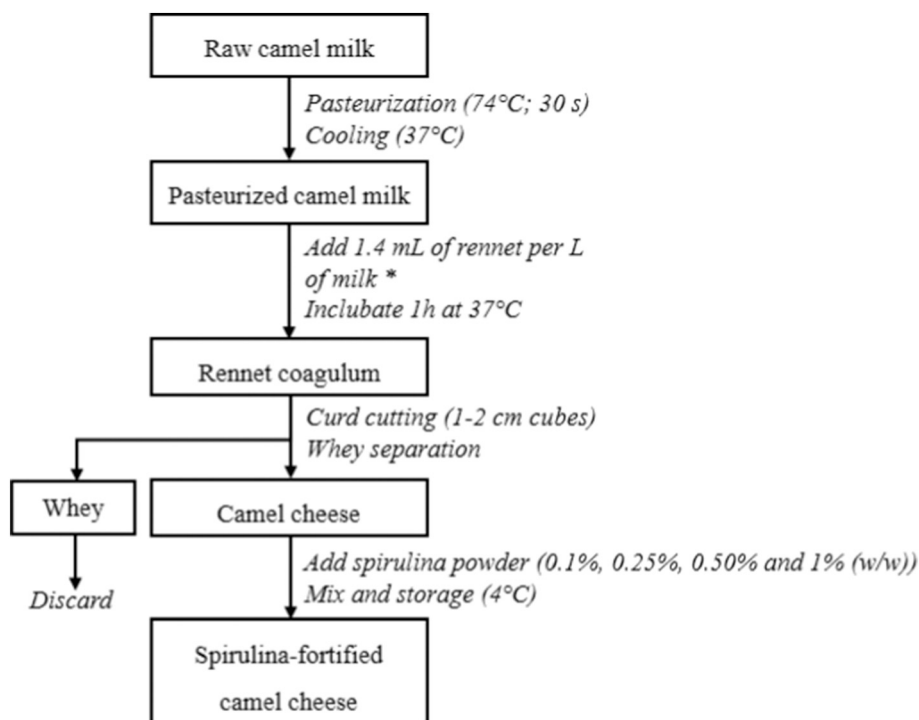 Raw camel milk
Pasteurization (74°C; 30 s)
Cooling (37°C)
Pasteurized camel milk
Add 1.4 mL of rennet per L
of milk *
Inclubate 1h at 37°C
Rennet coagulum
Curd cutting (1-2 cm cubes)
Whey separation
Whey
Camel cheese
Add spirulina powder (0.1%, 0.25%, 0.50% and 1% (w/w))
Mix and storage (4°C)
Discard
Spirulina-fortified
camel cheese